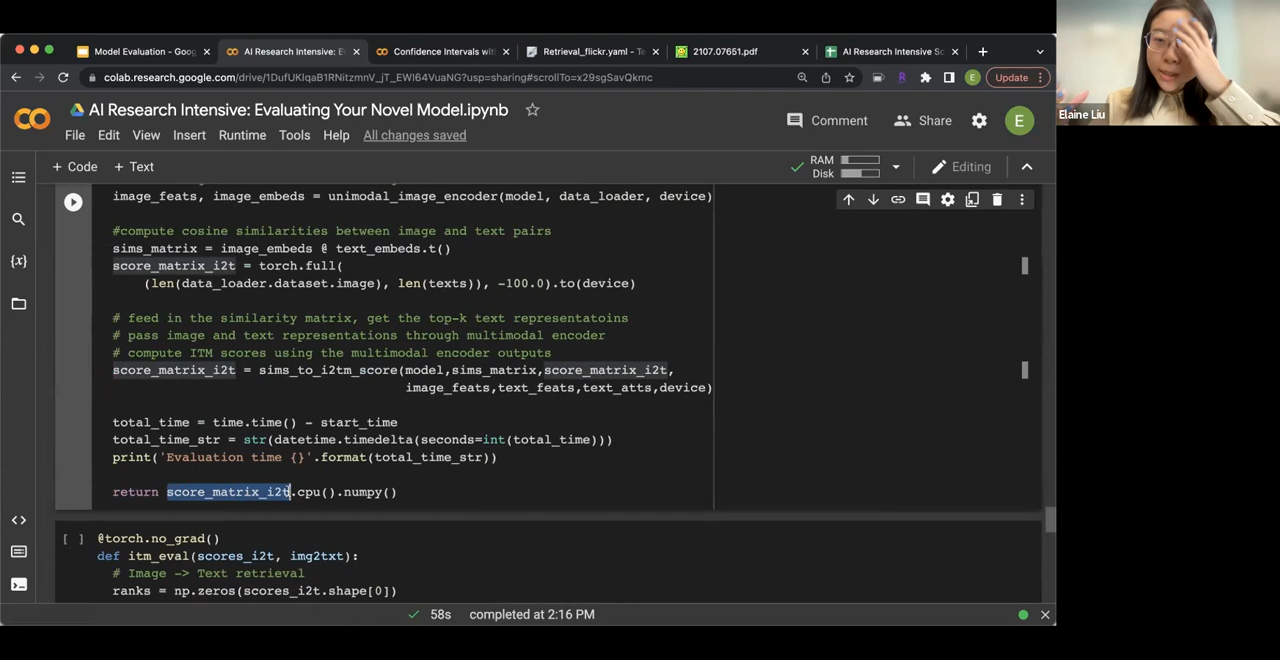 Model Evaluation - Goog
AI Research Intensive: E
Confidence Intervals wit
Retrieval_flickr.yaml - Te
2107.07651.pdf
AI Research Intensive Sc
colab.research.google.com/drive/1DufUKIqaB1RNitzmnV_jT_EWI64VuaNG?usp=sharing#scrollTo=x29sgSavQkmc
E
Update
Elaine Liu
AI Research Intensive: Evaluating Your Novel Model.ipynb
File Edit View Insert Runtime Tools Help All changes saved
Comment
Share
E
+ Code + Text
RAM
Disk
Editing
image_feats, image_embeds = unimodal_image_encoder(model, data_loader, device)
#compute cosine similarities between image and text pairs
sims_matrix = image_embeds @ text_embeds.t()
score_matrix_i2t = torch.full(
(len(data_loader.dataset.image), len(texts)), -100.0).to(device)
# feed in the similarity matrix, get the top-k text representatoins
# pass image and text representations through multimodal encoder
# compute ITM scores using the multimodal encoder outputs
score_matrix_i2t = sims_to_i2tm_score(model,sims_matrix,score_matrix_i2t,
image_feats,text_feats,text_atts,device)
total_time = time.time() - start_time
total_time_str = str(datetime.timedelta(seconds=int(total_time)))
print('Evaluation time {}'.format(total_time_str))
return score_matrix_i2t.cpu().numpy()
[ ] @torch.no_grad()
def itm_eval(scores_i2t, img2txt):
# Image -> Text retrieval
ranks = np.zeros(scores_i2t.shape[0])
58s completed at 2:16 PM